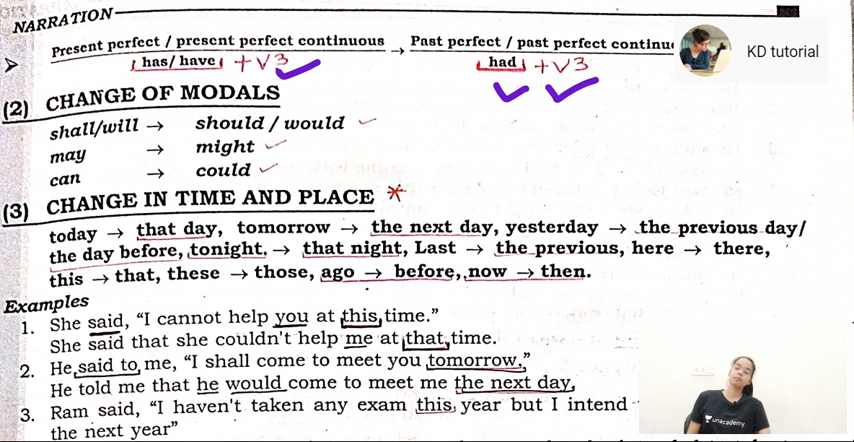 NARRATION
Present perfect / present perfect continuous → Past perfect / past perfect continu
has/have +V3 had +V3
KD tutorial
(2) CHANGE OF MODALS
shall/will → should / would
may → might
can → could
(3) CHANGE IN TIME AND PLACE *
today → that day, tomorrow → the next day, yesterday → the previous day/
the day before, tonight, → that night, Last → the previous, here → there,
this → that, these → those, ago → before, now → then.
Examples
1. She said, “I cannot help you at this time.”
She said that she couldn't help me at that time.
2. He said to me, “I shall come to meet you tomorrow.”
He told me that he would come to meet me the next day,
3. Ram said, “I haven't taken any exam this year but I intend
the next year”
unacademy